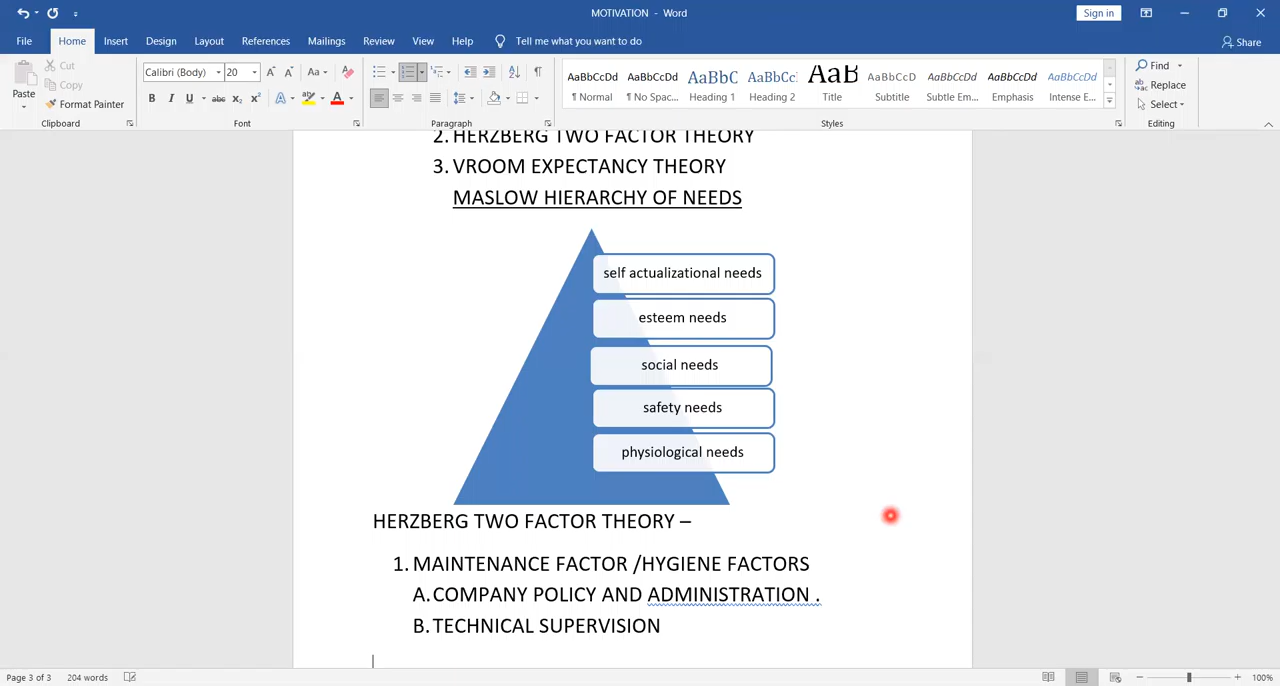 MOTIVATION - Word
Sign in
File Home Insert Design Layout References Mailings Review View Help Tell me what you want to do Share
Paste Cut Copy Format Painter
Clipboard
Calibri (Body) 20 Aa
B I U abc X₂ X² A A
Font
Paragraph
AaBbCcDd AaBbCcDd AaBbC AaBbCc AaB AaBbCcD AaBbCcDd AaBbCcDd AaBbCcDd
¶ Normal ¶ No Spac... Heading 1 Heading 2 Title Subtitle Subtle Em... Emphasis Intense E...
Styles
Find
Replace
Select
Editing
2. HERZBERG TWO FACTOR THEORY
3. VROOM EXPECTANCY THEORY
MASLOW HIERARCHY OF NEEDS
self actualizational needs
esteem needs
social needs
safety needs
physiological needs
HERZBERG TWO FACTOR THEORY –
1. MAINTENANCE FACTOR /HYGIENE FACTORS
A. COMPANY POLICY AND ADMINISTRATION .
B. TECHNICAL SUPERVISION
Page 3 of 3 204 words 100%